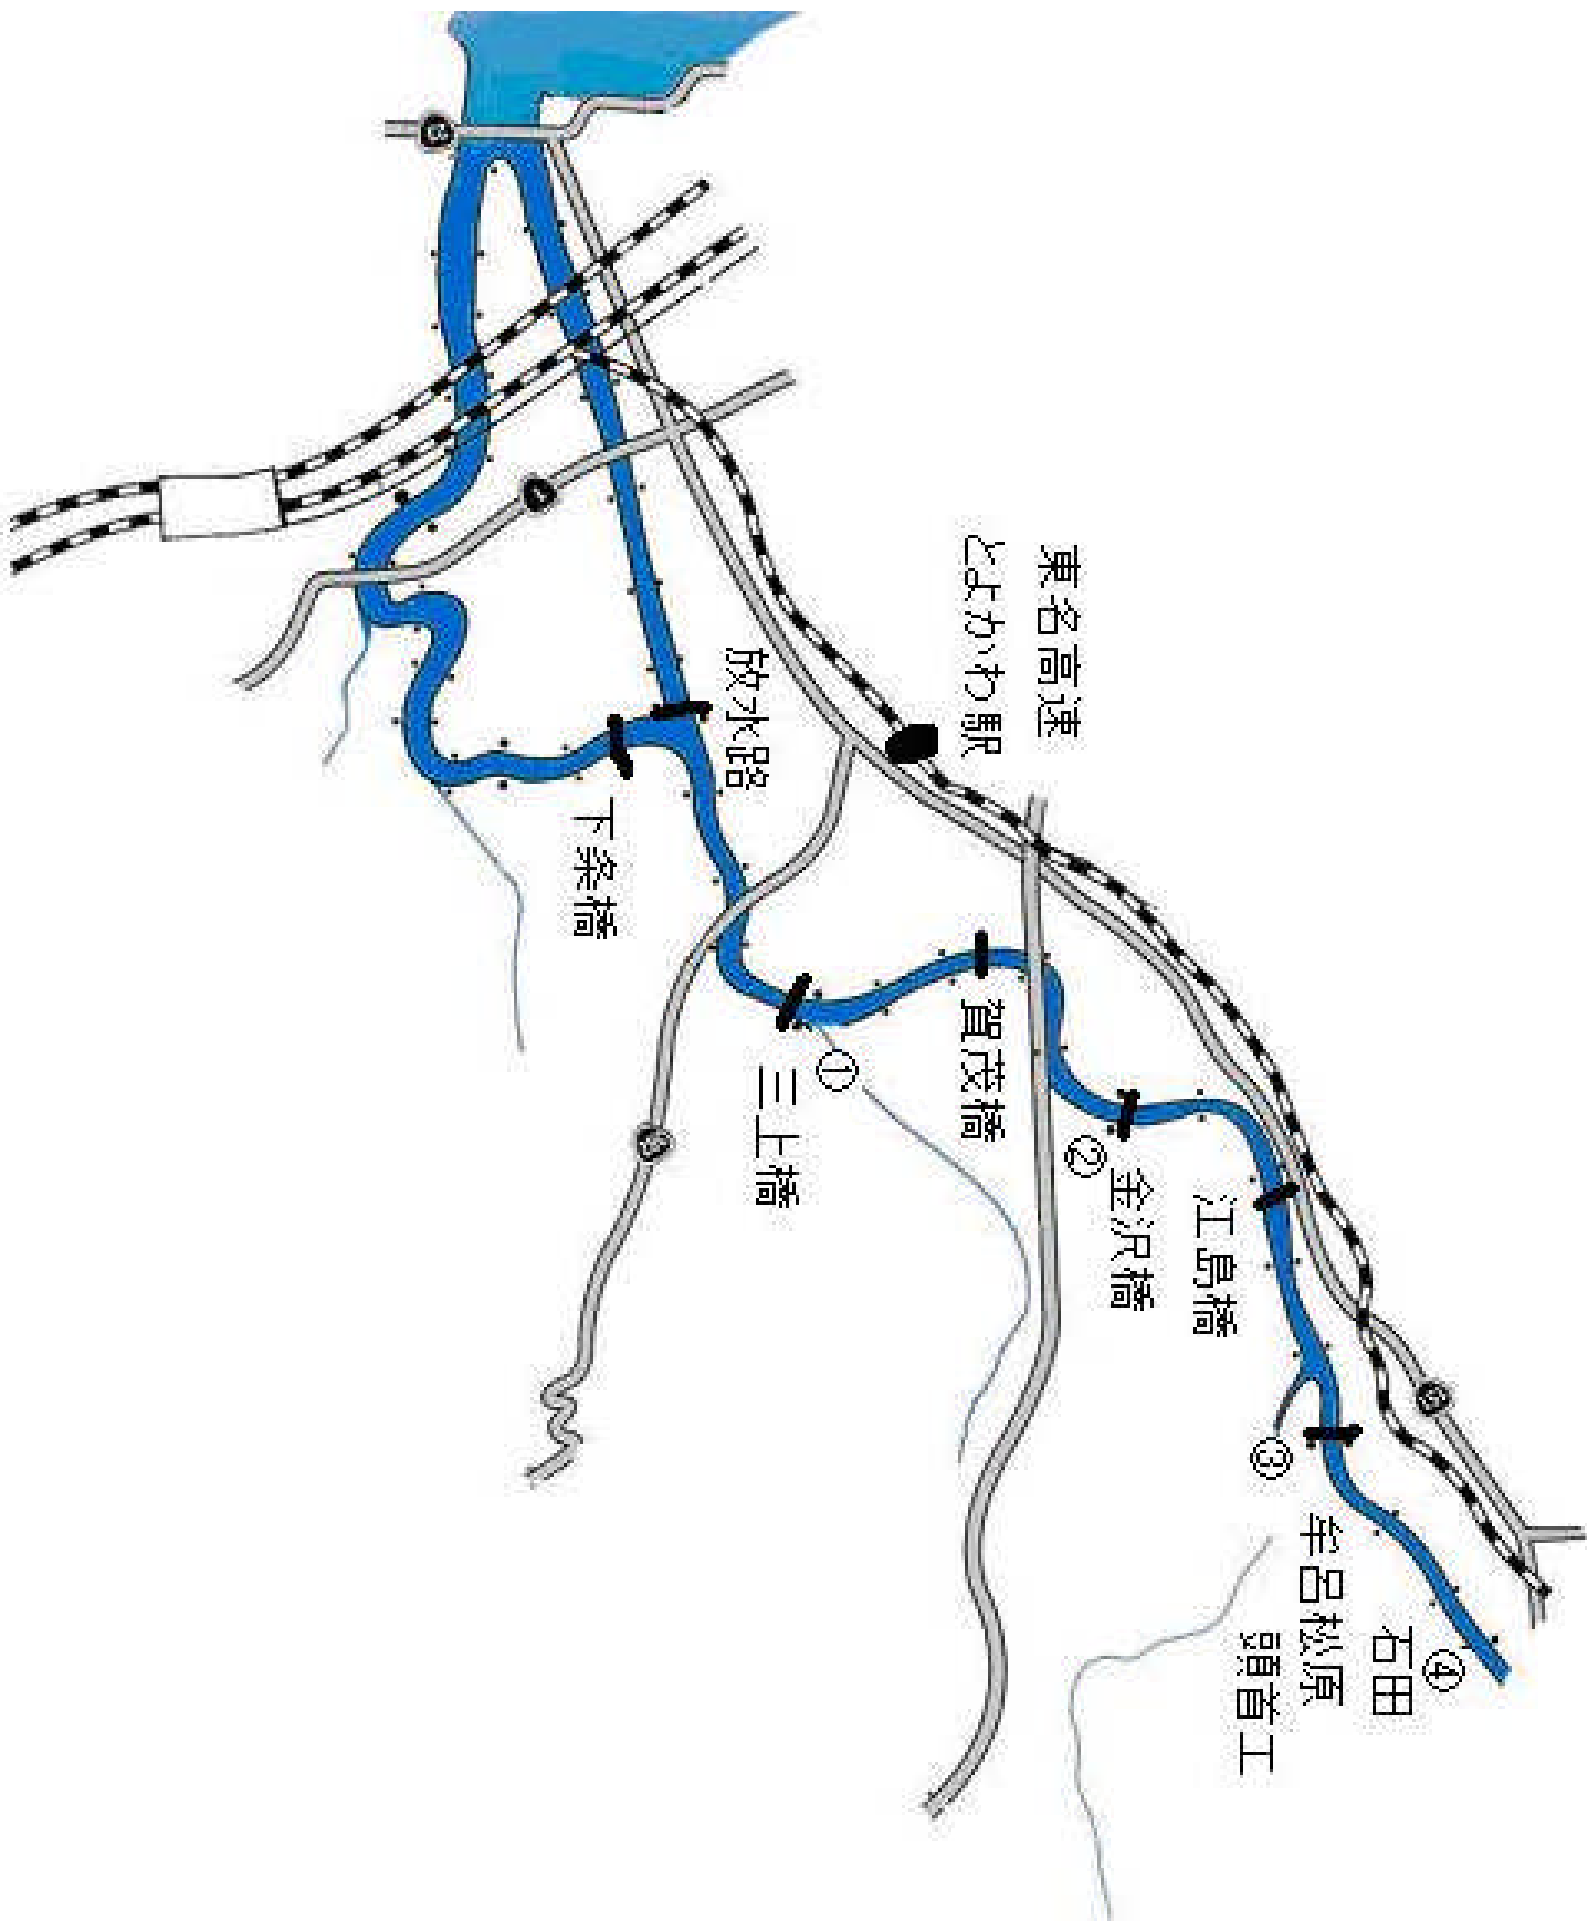 東名高速
とよかわ駅
放水路
下条橋
三上橋
①
賀茂橋
②
金沢橋
江島橋
③
牟呂松原
頭首工
石田
④